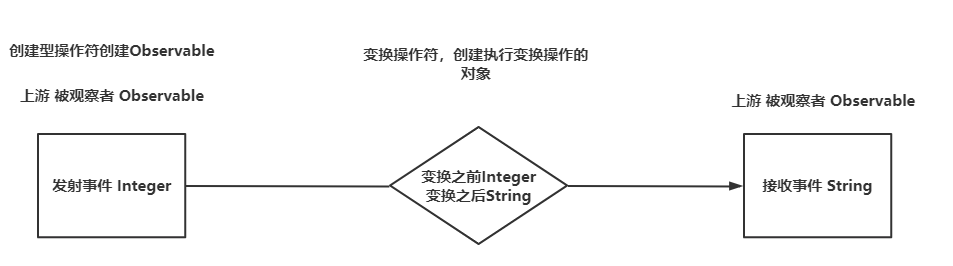 创建型操作符创建Observable
变换操作符，创建执行变换操作的
对象
上游 被观察者 Observable
上游 被观察者 Observable
发射事件 Integer
变换之前Integer
变换之后String
接收事件 String